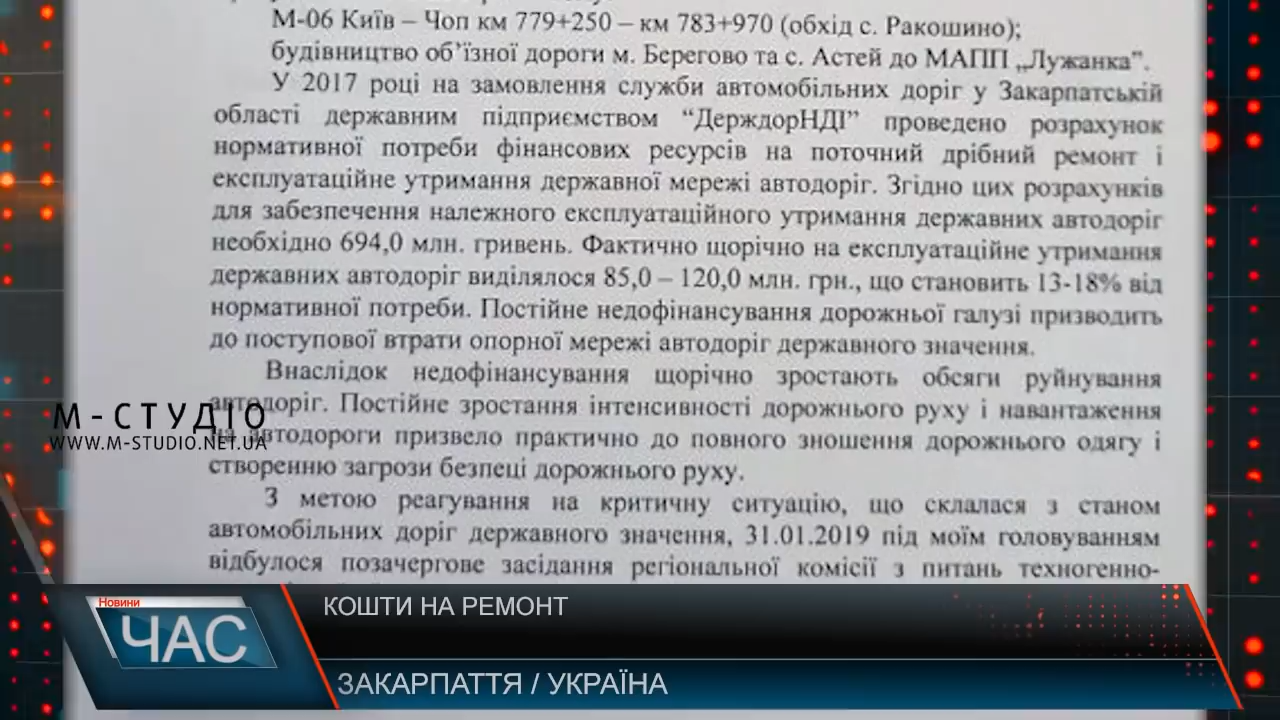 М-06 Київ – Чоп км 779+250 – км 783+970 (обхід с. Ракошино);
будівництво об’їзної дороги м. Берегово та с. Астей до МАПП „Лужанка”.
У 2017 році на замовлення служби автомобільних доріг у Закарпатській
області державним підприємством “ДерждорНДІ” проведено розрахунок
нормативної потреби фінансових ресурсів на поточний дрібний ремонт і
експлуатаційне утримання державної мережі автодоріг. Згідно цих розрахунків
для забезпечення належного експлуатаційного утримання державних автодоріг
необхідно 694,0 млн. гривень. Фактично щорічно на експлуатаційне утримання
державних автодоріг виділялося 85,0 – 120,0 млн. грн., що становить 13-18% від
нормативної потреби. Постійне недофінансування дорожньої галузі призводить
до поступової втрати опорної мережі автодоріг державного значення.
Внаслідок недофінансування щорічно зростають обсяги руйнування
автодоріг. Постійне зростання інтенсивності дорожнього руху і навантаження
на автодороги призвело практично до повного зношення дорожнього одягу і
створенню загрози безпеці дорожнього руху.
З метою реагування на критичну ситуацію, що склалася з станом
автомобільних доріг державного значення, 31.01.2019 під моїм головуванням
відбулося позачергове засідання регіональної комісії з питань техногенно-
М-СТУДІО
WWW.M-STUDIO.NET.UA
Новини
ЧАС
КОШТИ НА РЕМОНТ
ЗАКАРПАТТЯ / УКРАЇНА